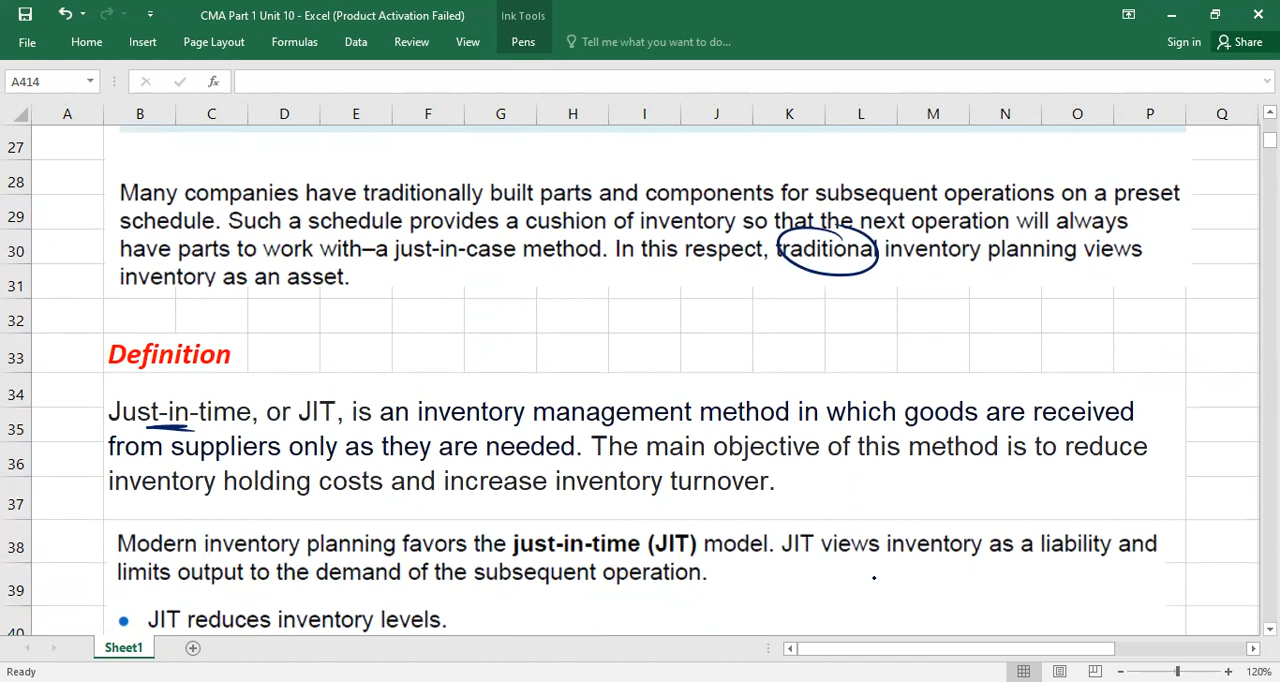 CMA Part 1 Unit 10 - Excel (Product Activation Failed)
Ink Tools
File Home Insert Page Layout Formulas Data Review View Pens Tell me what you want to do... Sign in Share
A414 fx
A B C D E F G H I J K L M N O P Q
27
28
Many companies have traditionally built parts and components for subsequent operations on a preset
29 schedule. Such a schedule provides a cushion of inventory so that the next operation will always
30 have parts to work with–a just-in-case method. In this respect, traditional inventory planning views
31 inventory as an asset.
32
33 Definition
34
Just-in-time, or JIT, is an inventory management method in which goods are received
35
from suppliers only as they are needed. The main objective of this method is to reduce
36
inventory holding costs and increase inventory turnover.
37
38 Modern inventory planning favors the just-in-time (JIT) model. JIT views inventory as a liability and
39 limits output to the demand of the subsequent operation.
• JIT reduces inventory levels.
40
Sheet1
Ready 120%